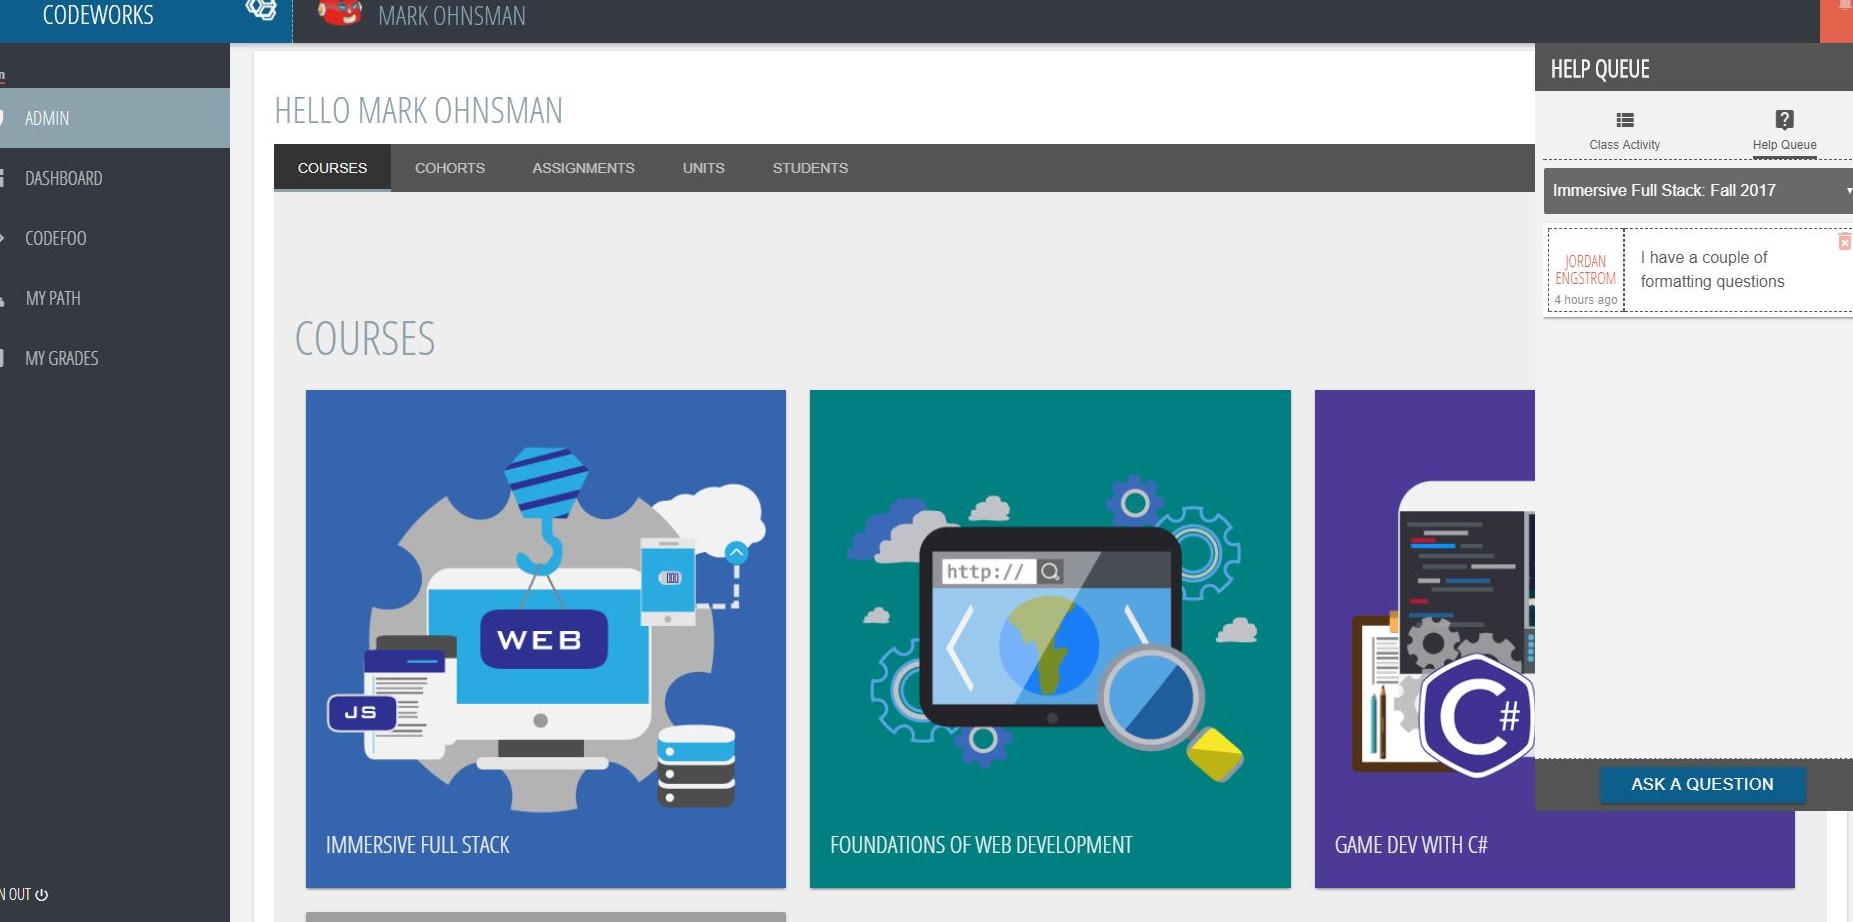 CODEWORKS
MARK OHNSMAN
ADMIN
DASHBOARD
CODEFOO
MY PATH
MY GRADES
N OUT
HELLO MARK OHNSMAN
COURSES
COHORTS
ASSIGNMENTS
UNITS
STUDENTS
COURSES
WEB
JS
IMMERSIVE FULL STACK
http://
FOUNDATIONS OF WEB DEVELOPMENT
C#
GAME DEV WITH C#
HELP QUEUE
Class Activity
Help Queue
Immersive Full Stack: Fall 2017
JORDAN
ENGSTROM
4 hours ago
I have a couple of
formatting questions
ASK A QUESTION